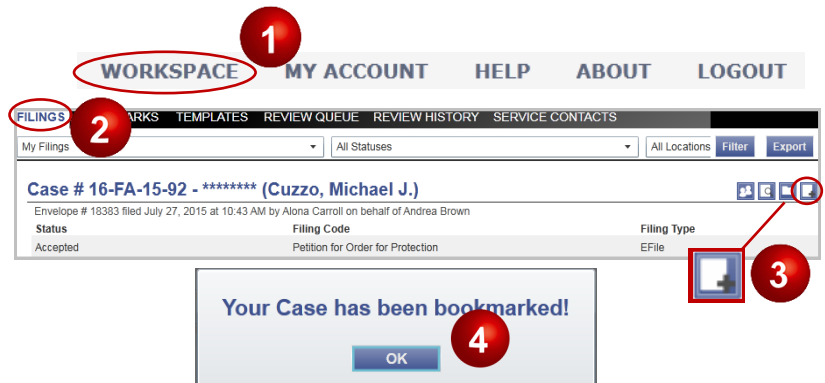 1
WORKSPACE MY ACCOUNT HELP ABOUT LOGOUT
FILINGS ARKS TEMPLATES REVIEW QUEUE REVIEW HISTORY SERVICE CONTACTS
2
My Filings All Statuses All Locations Filter Export
Case # 16-FA-15-92 - ******** (Cuzzo, Michael J.)
Envelope # 18383 filed July 27, 2015 at 10:43 AM by Alona Carroll on behalf of Andrea Brown
Status Filing Code Filing Type
Accepted Petition for Order for Protection EFile
3
Your Case has been bookmarked!
4
OK